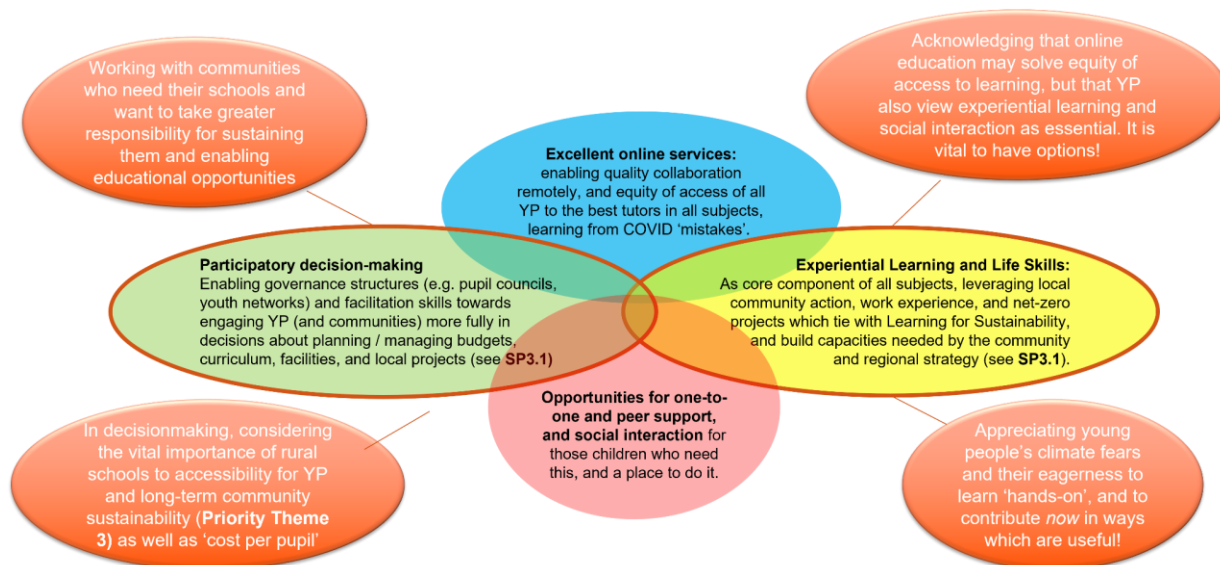 Working with communities
who need their schools and
want to take greater
responsibility for sustaining
them and enabling
educational opportunities
Acknowledging that online
education may solve equity of
access to learning, but that YP
also view experiential learning and
social interaction as essential. It is
vital to have options!
Excellent online services:
enabling quality collaboration
remotely, and equity of access of all
YP to the best tutors in all subjects,
learning from COVID ‘mistakes’.
Participatory decision-making
Enabling governance structures (e.g. pupil councils,
youth networks) and facilitation skills towards
engaging YP (and communities) more fully in
decisions about planning / managing budgets,
curriculum, facilities, and local projects (see SP3.1)
Experiential Learning and Life Skills:
As core component of all subjects, leveraging local
community action, work experience, and net-zero
projects which tie with Learning for Sustainability,
and build capacities needed by the community
and regional strategy (see SP3.1).
Opportunities for one-to-
one and peer support,
and social interaction for
those children who need
this, and a place to do it.
In decisionmaking, considering
the vital importance of rural
schools to accessibility for YP
and long-term community
sustainability (Priority Theme
3) as well as ‘cost per pupil’
Appreciating young
people’s climate fears
and their eagerness to
learn ‘hands-on’, and to
contribute now in ways
which are useful!